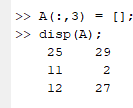 >> A(:,3) = [];
>> disp(A);
25 29
11 2
12 27